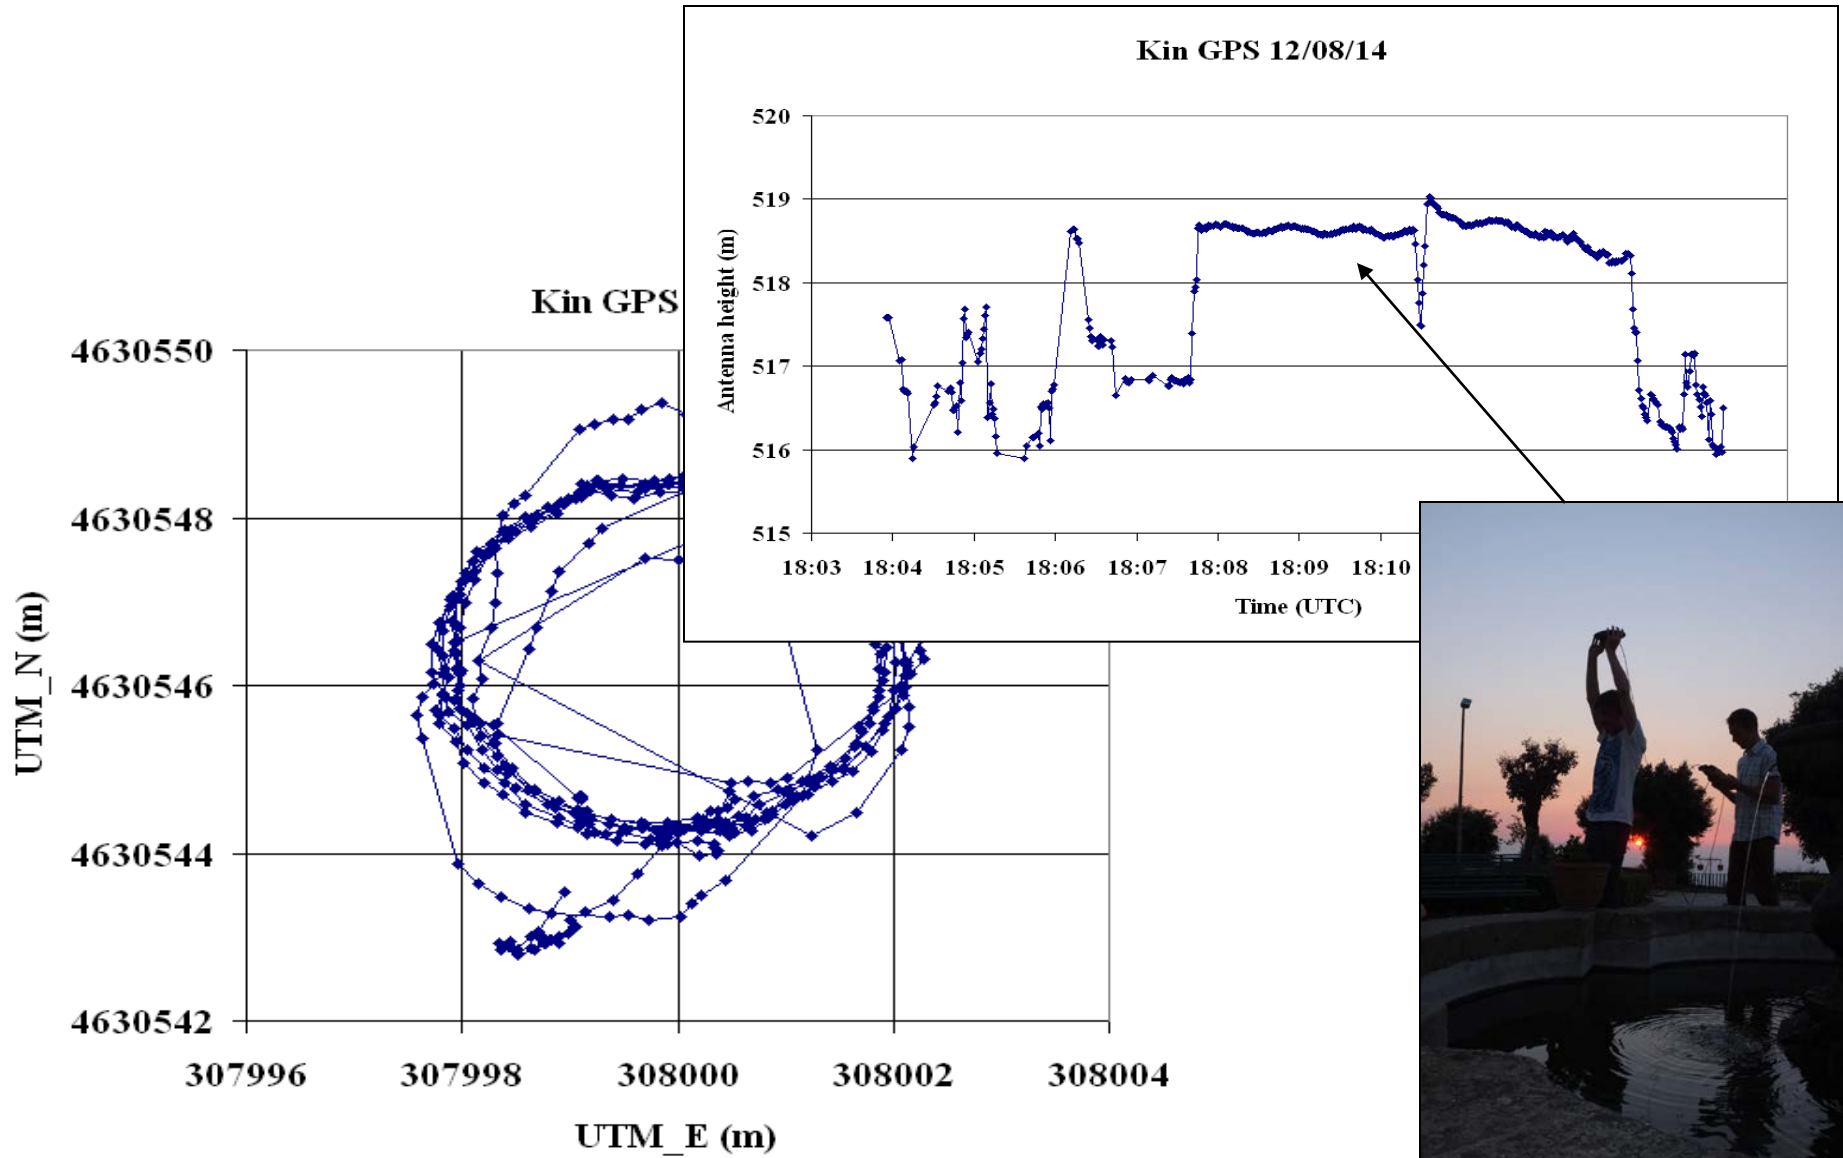 Kin GPS 12/08/14
520
519
518
517
516
515
Antenna height (m)
18:03 18:04 18:05 18:06 18:07 18:08 18:09 18:10
Time (UTC)
Kin GPS
4630550
4630548
4630546
4630544
4630542
UTM_N (m)
307996 307998 308000 308002 308004
UTM_E (m)